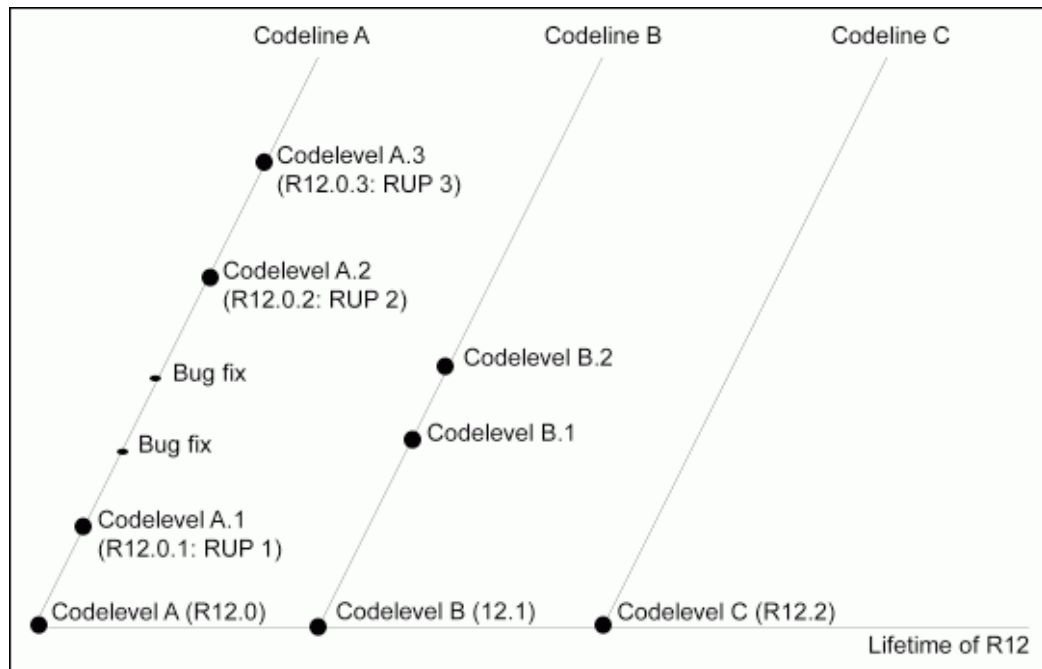 Codeline A
Codeline B
Codeline C
Codelevel A.3
(R12.0.3: RUP 3)
Codelevel A.2
(R12.0.2: RUP 2)
Codelevel B.2
Bug fix
Codelevel B.1
Bug fix
Codelevel A.1
(R12.0.1: RUP 1)
Codelevel A (R12.0)
Codelevel B (12.1)
Codelevel C (R12.2)
Lifetime of R12